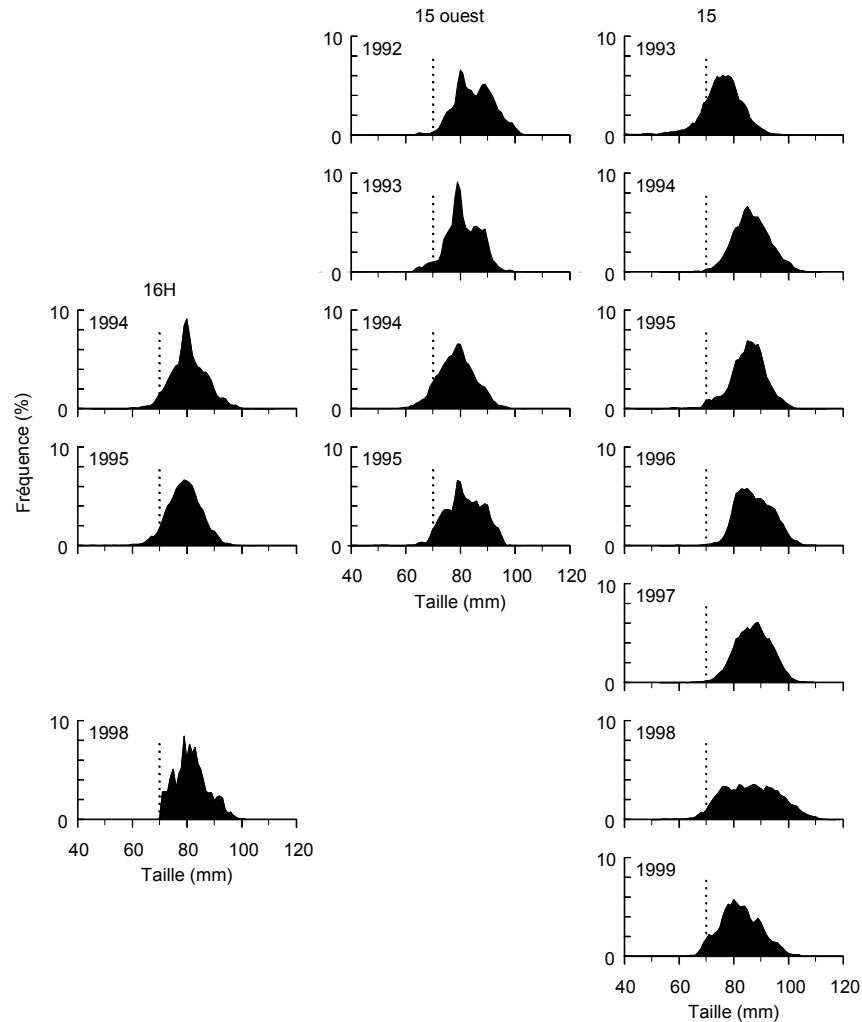 15 ouest 15
10 1992 10 1993
0 0
10 1993 10 1994
0 0
16H
10 1994 10 1994 10 1995
0 0 0
10 1995 10 1995 10 1996
0 0 0
40 60 80 100 120
Taille (mm)
10 1997
0
10 1998 10 1998
0 0
40 60 80 100 120
Taille (mm)
10 1999
0
40 60 80 100 120
Taille (mm)
Fréquence (%)